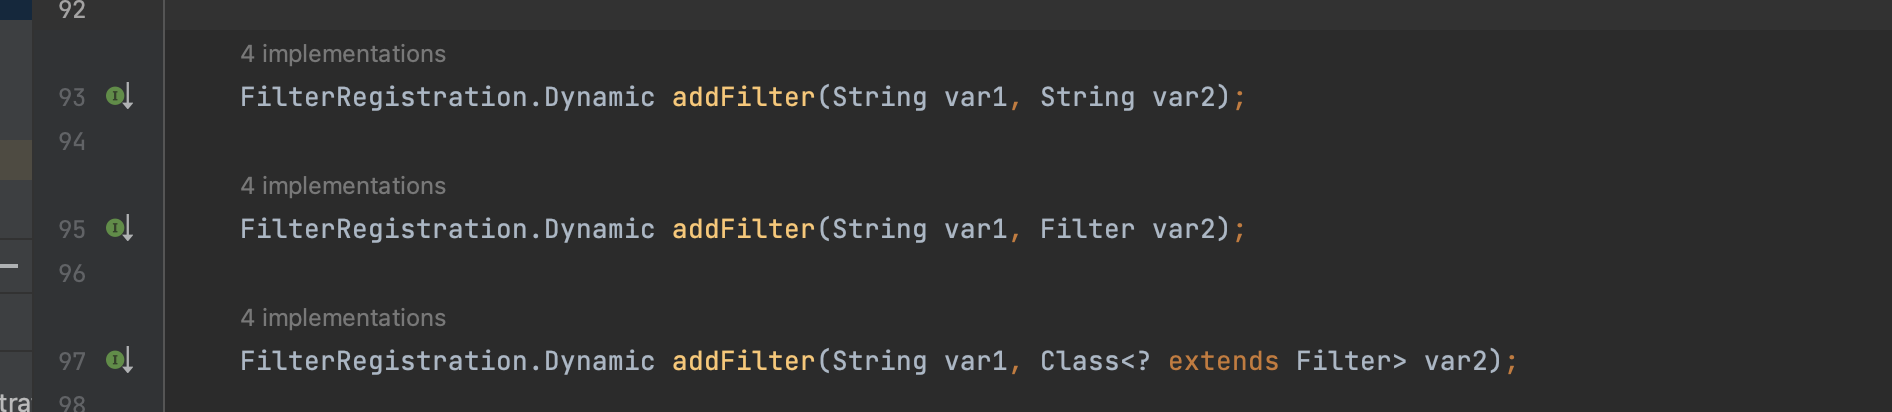 92
4 implementations
93 FilterRegistration.Dynamic addFilter(String var1, String var2);
94
4 implementations
95 FilterRegistration.Dynamic addFilter(String var1, Filter var2);
96
4 implementations
97 FilterRegistration.Dynamic addFilter(String var1, Class<? extends Filter> var2);
tra 98